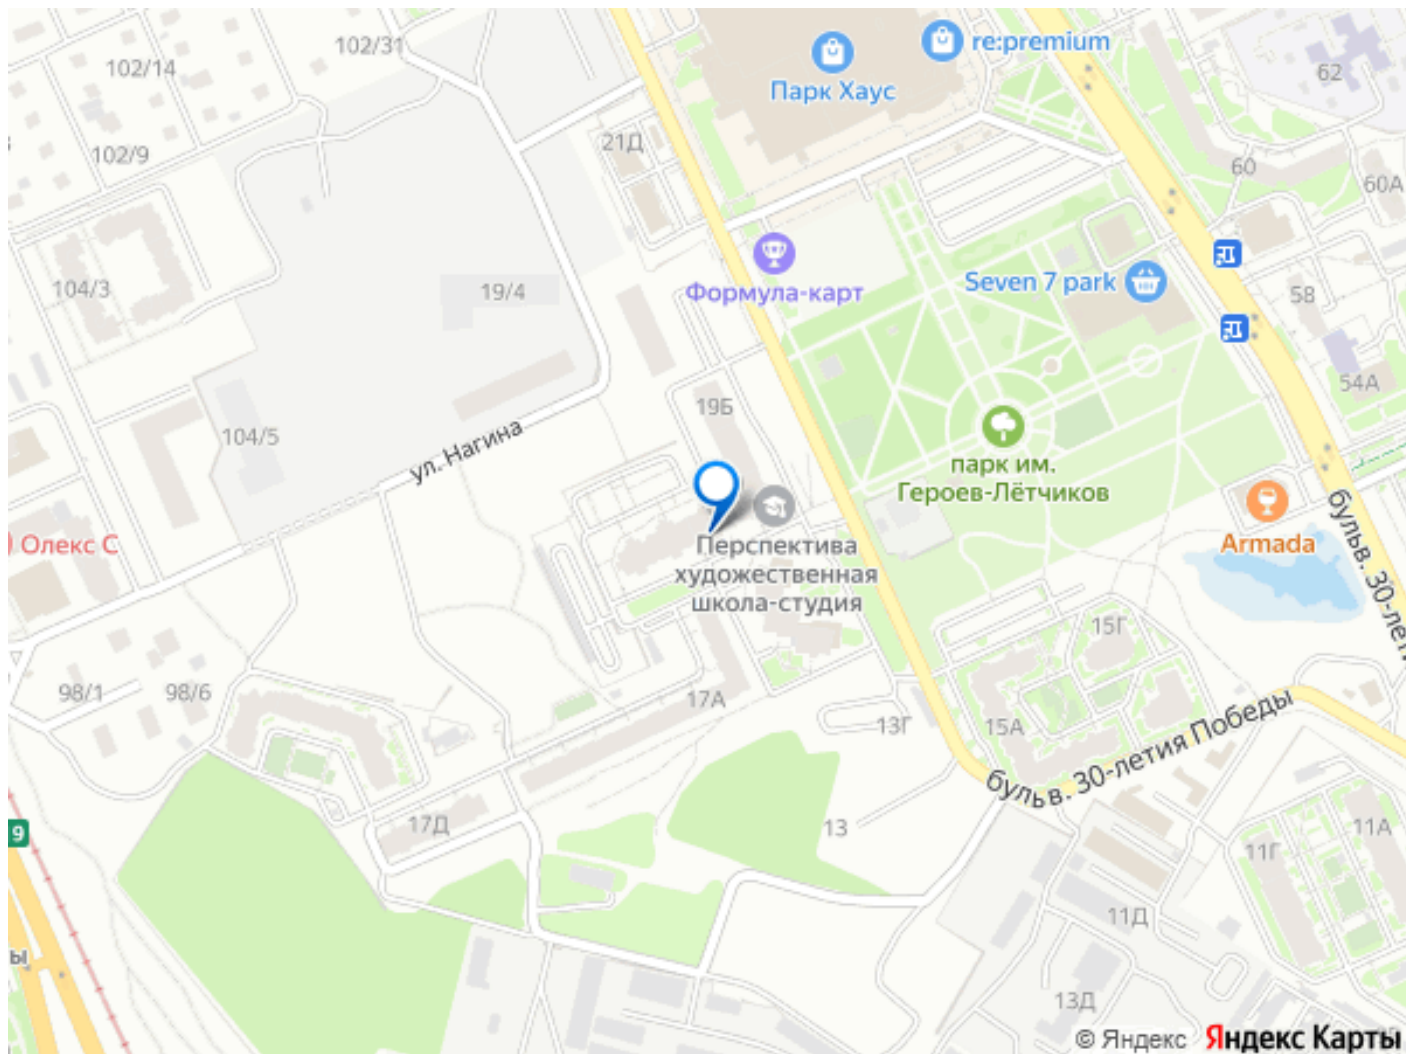 102/31
102/14
102/9
re:premium
Парк Хаус
62
21Д
60
60А
104/3
19/4
Формула-карт
Seven 7 park
58
54А
19Б
104/5
ул. Нагина
парк им.
Героев-Лётчиков
Олекс С
Перспектива
художественная
школа-студия
Armada
бульв. 30-лет
98/1
98/6
17А
13Г
15Г
15А
бульв. 30-летия Победы
17Д
13
11Г
11А
9
11Д
ы
13Д
© Яндекс Яндекс Карты